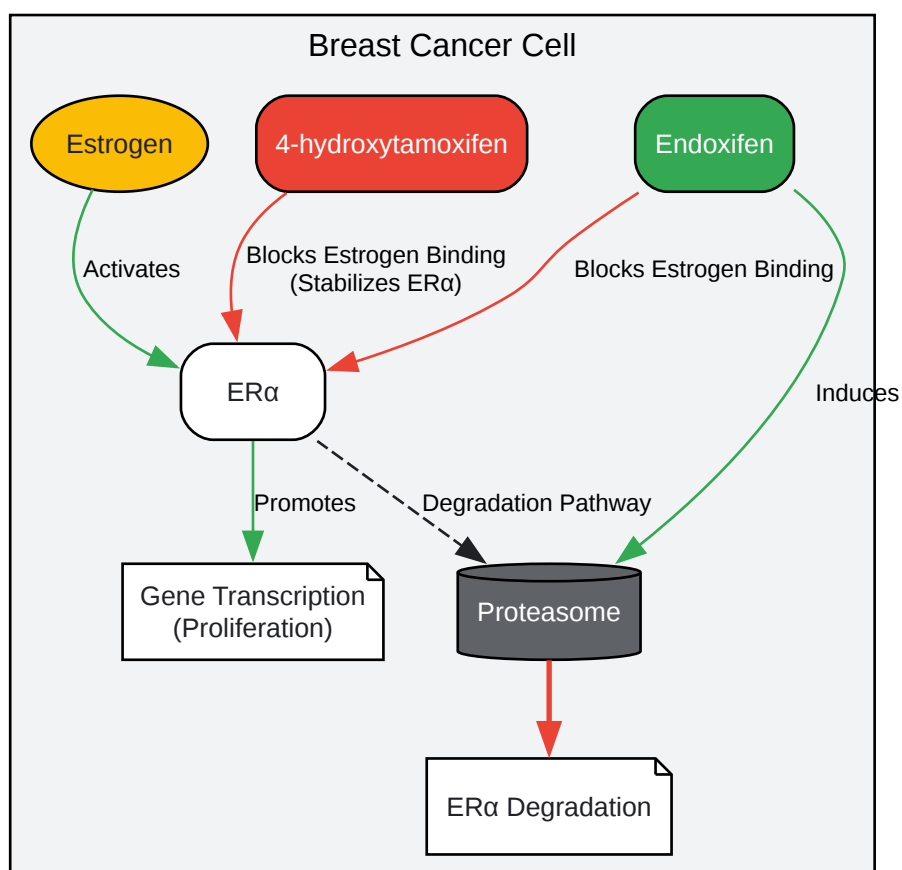 Breast Cancer Cell
Estrogen
4-hydroxytamoxifen
Endoxifen
Activates
Blocks Estrogen Binding
(Stabilizes ERα)
Blocks Estrogen Binding
ERα
Induces
Promotes
Degradation Pathway
Gene Transcription
(Proliferation)
Proteasome
ERα Degradation